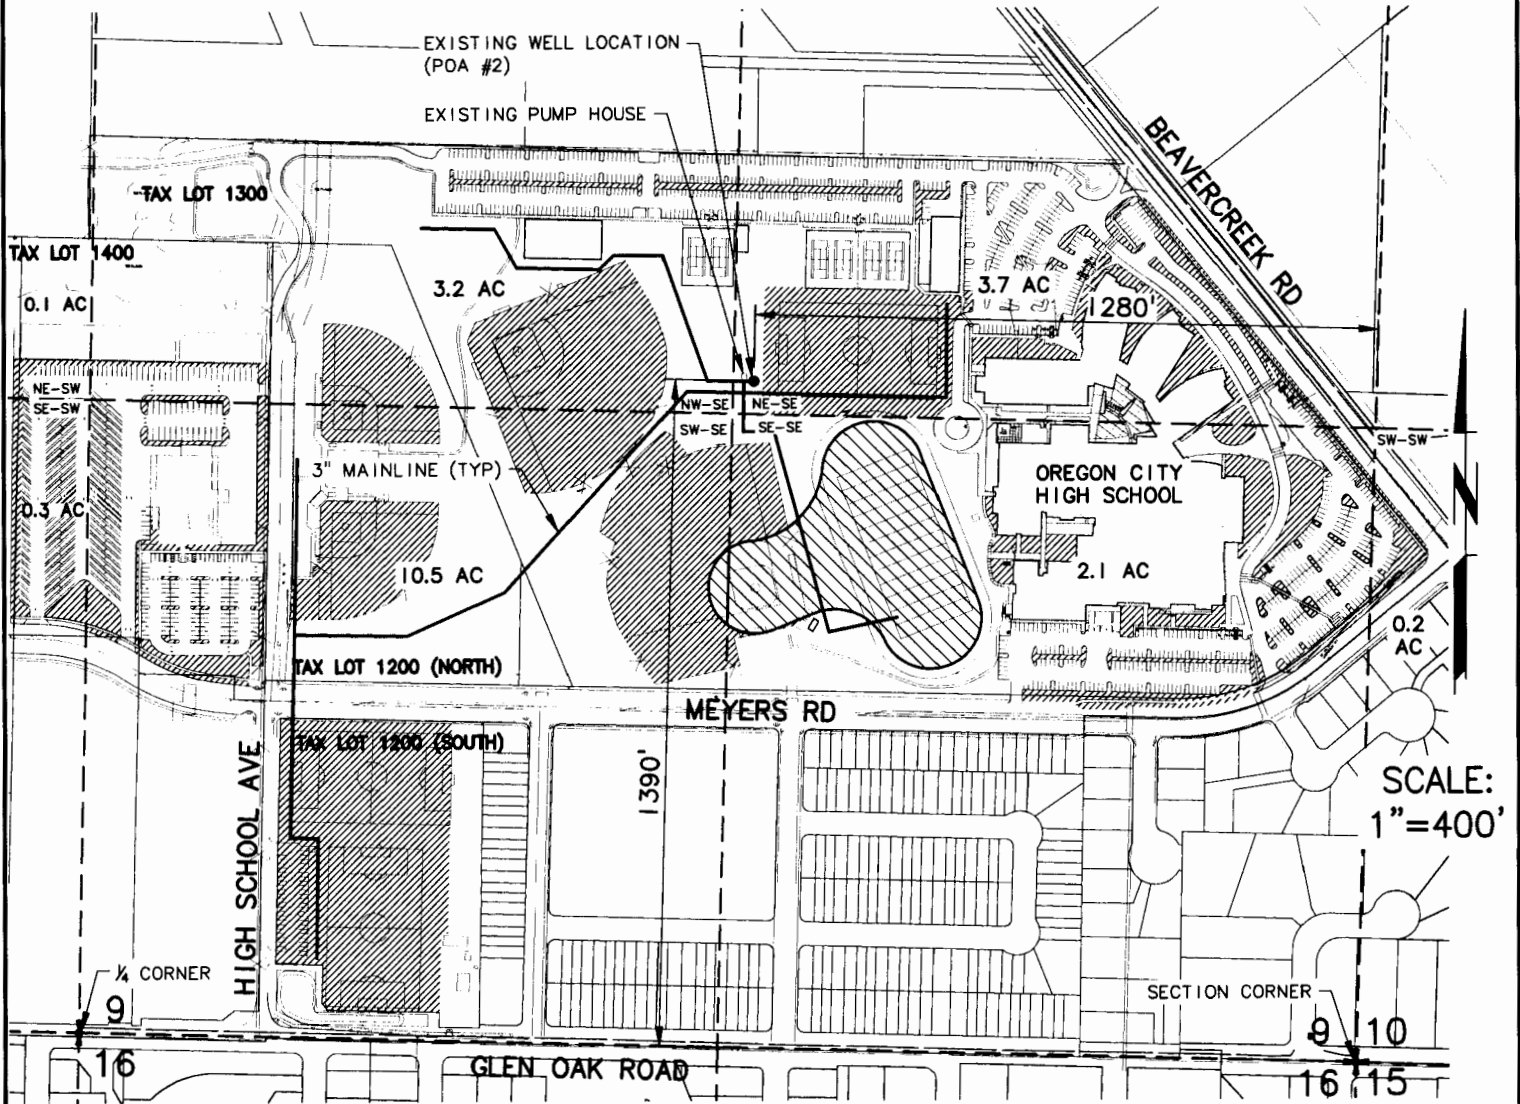 EXISTING WELL LOCATION
(POA #2)
EXISTING PUMP HOUSE
BEAVERCREEK RD
TAX LOT 1300
TAX LOT 1400
0.1 AC
3.2 AC
3.7 AC
1280'
NE-SW
SE-SW
NW-SE
NE-SE
SW-SE
SE-SE
SW-SW
3" MAINLINE (TYP)
OREGON CITY
HIGH SCHOOL
0.3 AC
10.5 AC
2.1 AC
0.2
AC
N
TAX LOT 1200 (NORTH)
MEYERS RD
TAX LOT 1200 (SOUTH)
HIGH SCHOOL AVE
1390'
SCALE:
1"=400'
¼ CORNER
SECTION CORNER
9
16
9
10
16
15
GLEN OAK ROAD